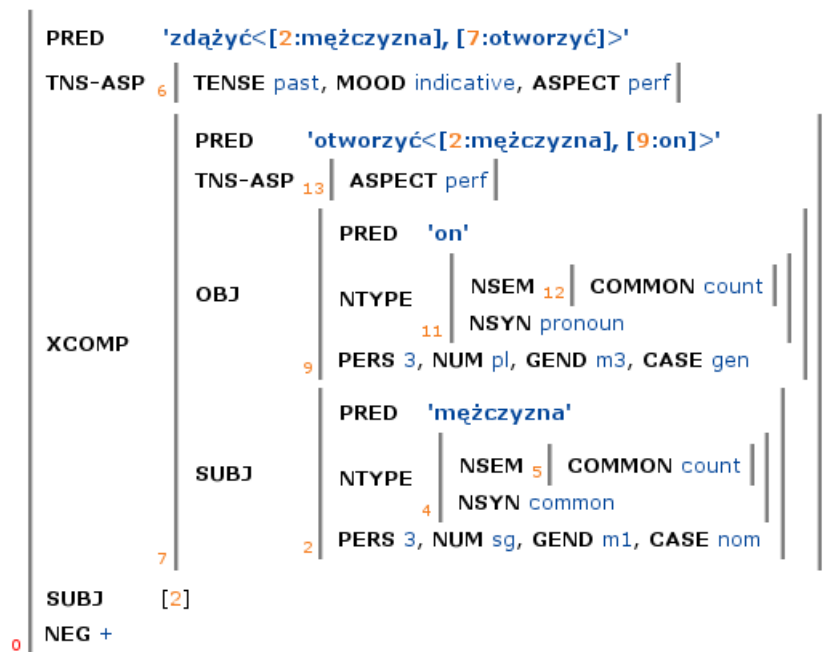 PRED 'zdążyć<[2:mężczyzna], [7:otworzyć]>'
TNS-ASP 6 TENSE past, MOOD indicative, ASPECT perf
PRED 'otworzyć<[2:mężczyzna], [9:on]>'
TNS-ASP 13 ASPECT perf
PRED 'on'
NSEM 12 COMMON count
OBJ NTYPE
11 NSYN pronoun
XCOMP
9 PERS 3, NUM pl, GEND m3, CASE gen
PRED 'mężczyzna'
NSEM 5 COMMON count
SUBJ NTYPE
4 NSYN common
7 2 PERS 3, NUM sg, GEND m1, CASE nom
SUBJ [2]
0 NEG +